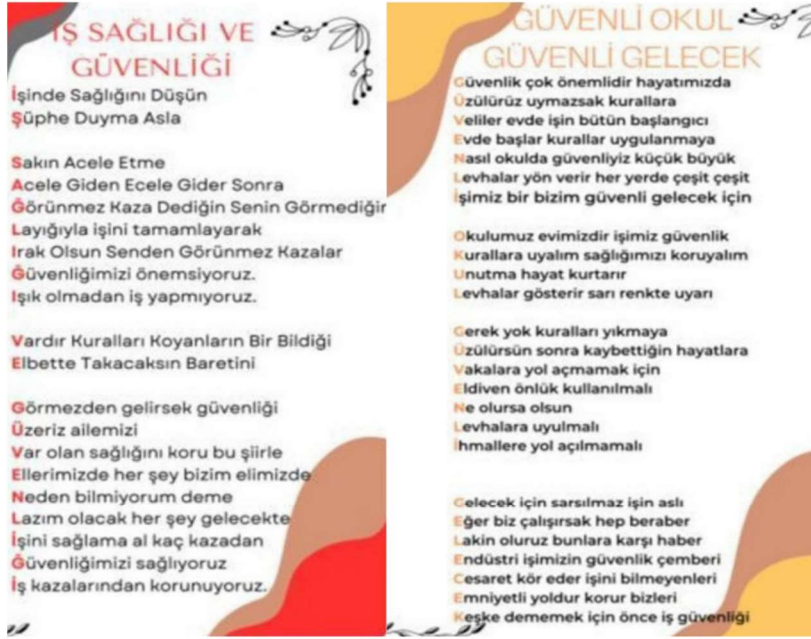 İŞ SAĞLIĞI VE
GÜVENLİĞİ
İşinde Sağlığını Düşün
Şüphe Duyma Asla
Sakın Acele Etme
Acele Giden Ecele Gider Sonra
Ğörünmez Kaza Dediğin Senin Görmediğin
Layığıyla işini tamamlayarak
Irak Olsun Senden Görünmez Kazalar
Ğüvenliğimizi önemsiyoruz.
Işık olmadan iş yapmıyoruz.
Vardır Kuralları Koyanların Bir Bildiği
Elbette Takacaksın Baretini
Görmezden gelirsek güvenliği
Üzeriz ailemizi
Var olan sağlığını koru bu şiirle
Ellerimizde her şey bizim elimizde
Neden bilmiyorum deme
Lazım olacak her şey gelecekte
İşini sağlama al kaç kazadan
Ğüvenliğimizi sağlıyoruz
İş kazalarından korunuyoruz.
GÜVENLİ OKUL
GÜVENLİ GELECEK
Güvenlik çok önemlidir hayatımızda
Üzülürüz uymazsak kurallara
Veliler evde işin bütün başlangıcı
Evde başlar kurallar uygulanmaya
Nasıl okulda güvenliyiz küçük büyük
Levhalar yön verir her yerde çeşit çeşit
İşimiz bir bizim güvenli gelecek için
Okulumuz evimizdir işimiz güvenlik
Kurallara uyalım sağlığımızı koruyalım
Unutma hayat kurtarır
Levhalar gösterir sarı renkte uyarı
Gerek yok kuralları yıkmaya
Üzülürsün sonra kaybettiğin hayatlara
Vakalara yol açmamak için
Eldiven önlük kullanılmalı
Ne olursa olsun
Levhalara uyulmalı
İhmallere yol açılmamalı
Gelecek için sarsılmaz işin aslı
Eğer biz çalışırsak hep beraber
Lakin oluruz bunlara karşı haber
Endüstri işimizin güvenlik çemberi
Cesaret kör eder işini bilmeyenleri
Emniyetli yoldur korur bizleri
Keşke dememek için önce iş güvenliği